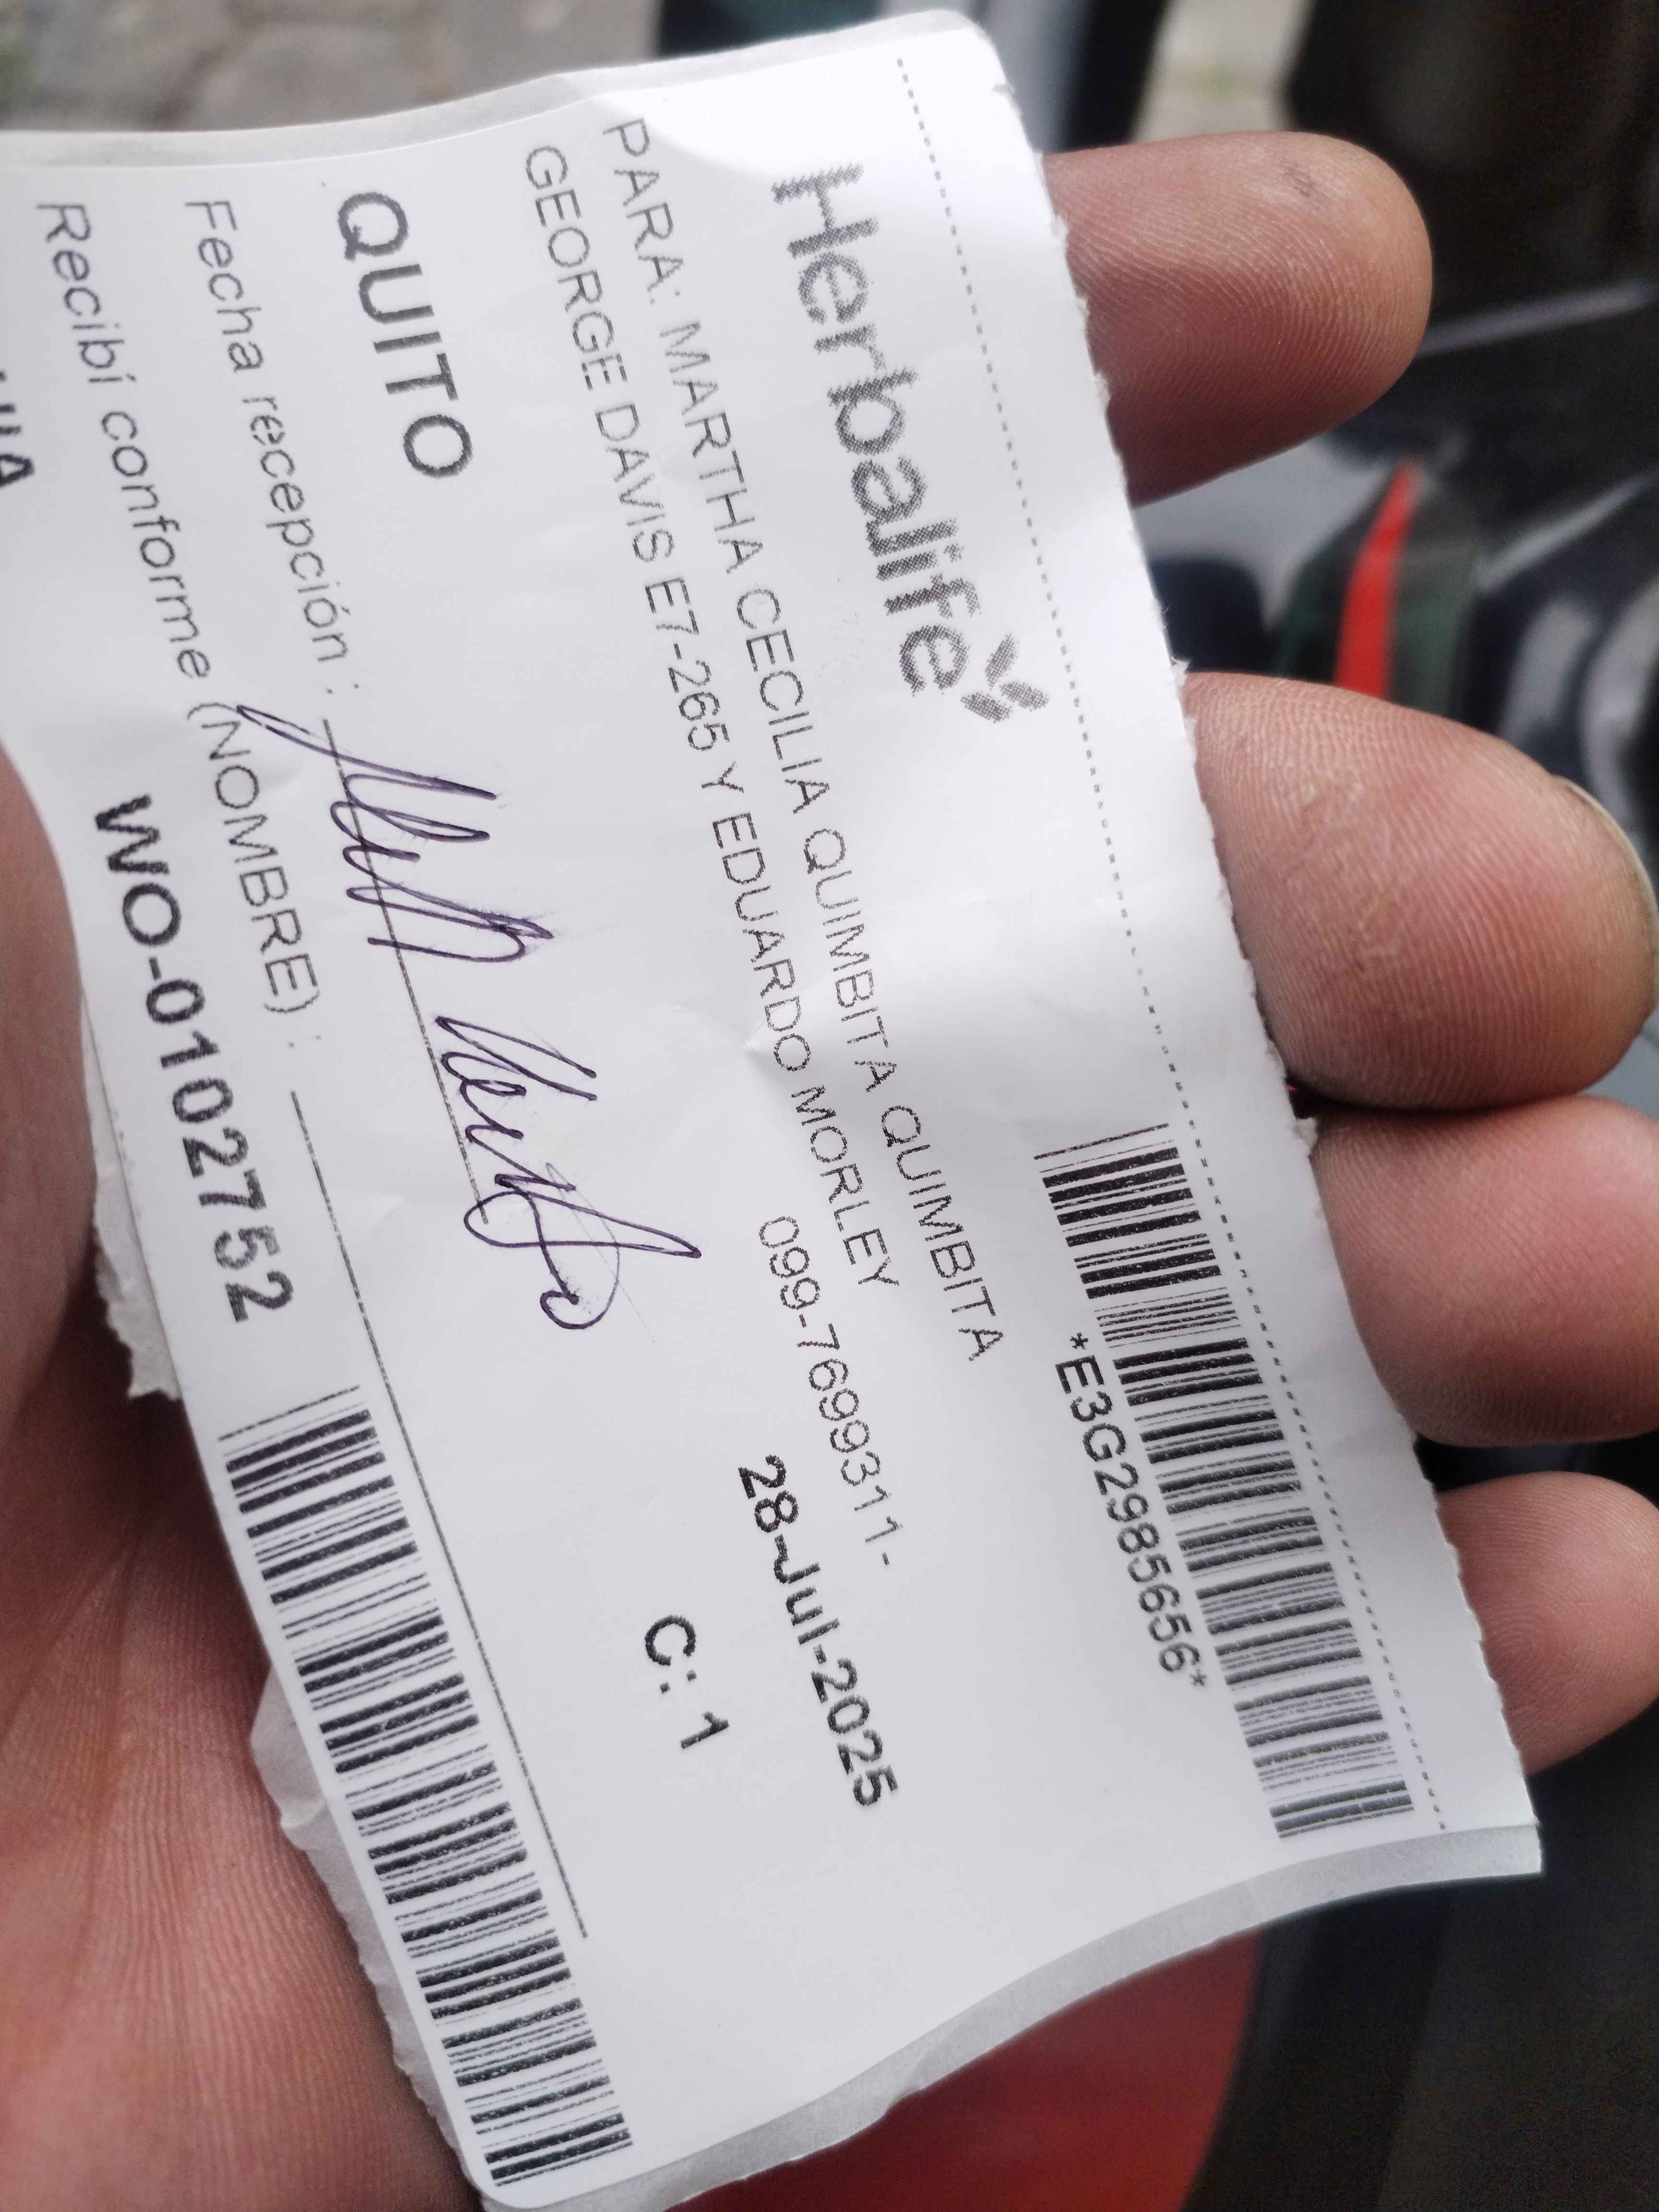 Herbalife
*E3G2985656*
PARA: MARTHA CECILIA QUIMBITA QUIMBITA
GEORGE DAVIS E7-265 Y EDUARDO MORLEY
099-7699311-
28-Jul-2025
QUITO
C: 1
Fecha recepción :
Recibí conforme (NOMBRE) :
WO-0102752